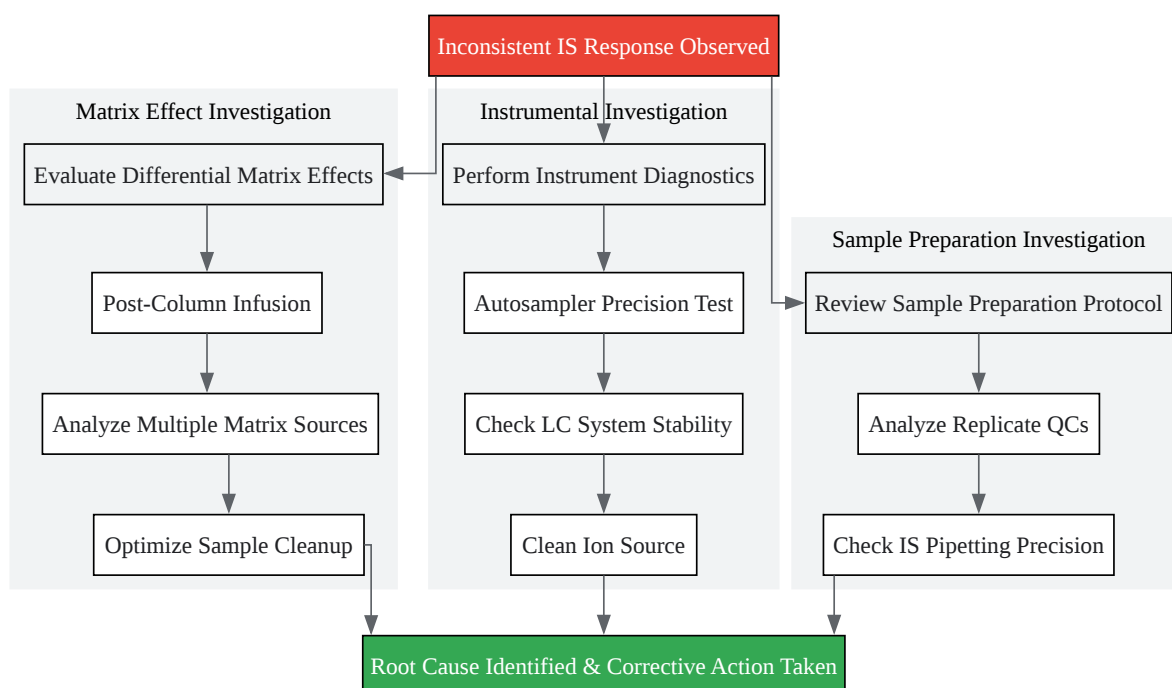 Inconsistent IS Response Observed
Matrix Effect Investigation
Evaluate Differential Matrix Effects
Post-Column Infusion
Analyze Multiple Matrix Sources
Optimize Sample Cleanup
Instrumental Investigation
Perform Instrument Diagnostics
Autosampler Precision Test
Check LC System Stability
Clean Ion Source
Sample Preparation Investigation
Review Sample Preparation Protocol
Analyze Replicate QCs
Check IS Pipetting Precision
Root Cause Identified & Corrective Action Taken